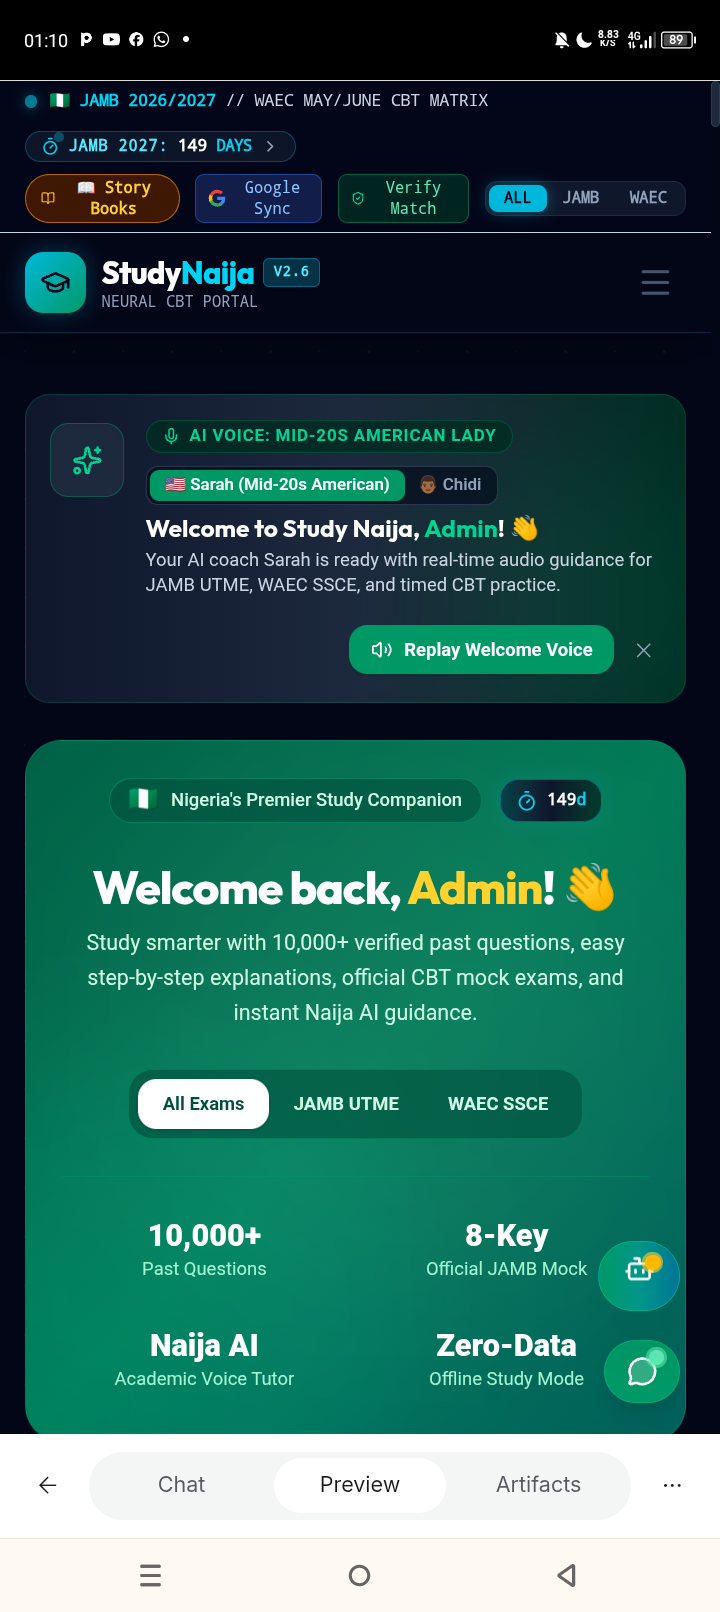 01:10
8.83 K/S 4G 89
🇳🇬 JAMB 2026/2027 // WAEC MAY/JUNE CBT MATRIX
JAMB 2027: 149 DAYS >
📖 Story Books
Google Sync
Verify Match
ALL JAMB WAEC
StudyNaija V2.6
NEURAL CBT PORTAL
AI VOICE: MID-20S AMERICAN LADY
🇺🇸 Sarah (Mid-20s American) 👨🏾 Chidi
Welcome to Study Naija, Admin! 👋
Your AI coach Sarah is ready with real-time audio guidance for
JAMB UTME, WAEC SSCE, and timed CBT practice.
Replay Welcome Voice
🇳🇬 Nigeria's Premier Study Companion 149d
Welcome back, Admin! 👋
Study smarter with 10,000+ verified past questions, easy
step-by-step explanations, official CBT mock exams, and
instant Naija AI guidance.
All Exams JAMB UTME WAEC SSCE
10,000+ 8-Key
Past Questions Official JAMB Mock
Naija AI Zero-Data
Academic Voice Tutor Offline Study Mode
Chat Preview Artifacts